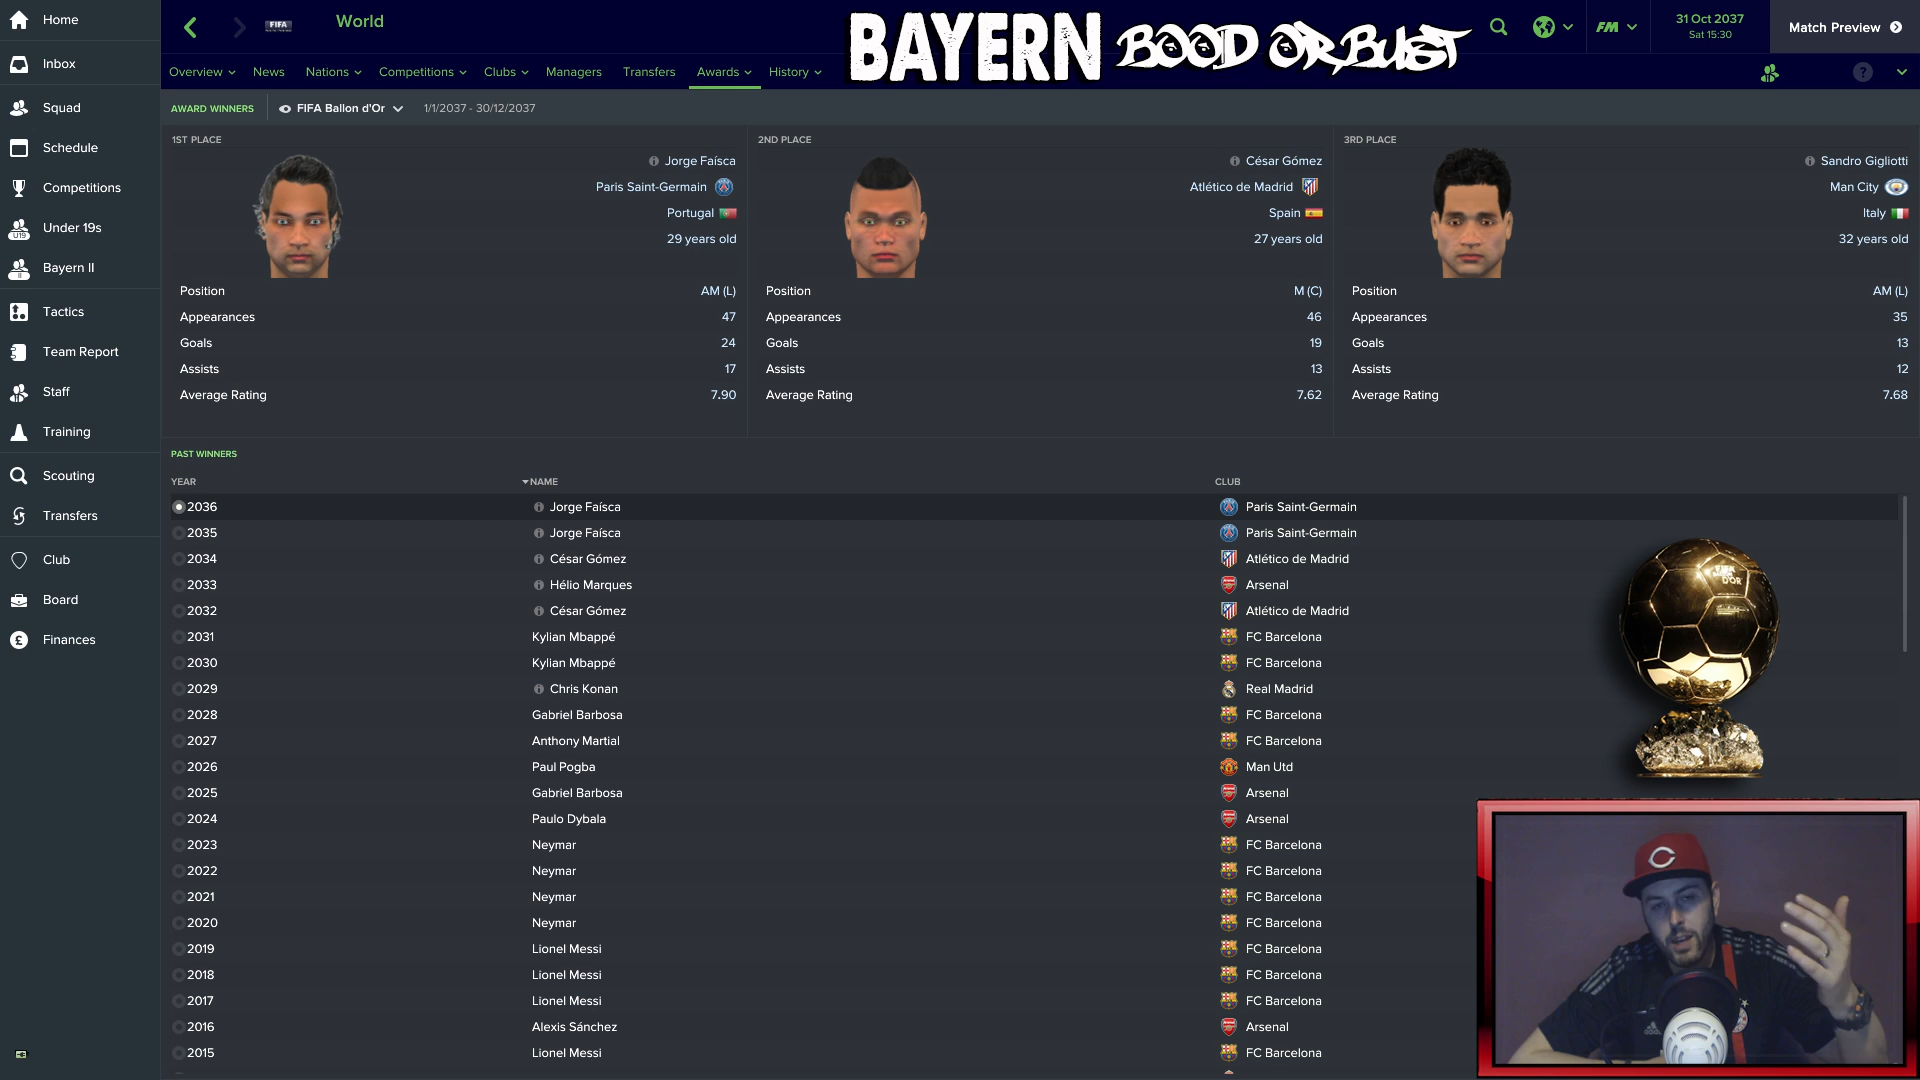 Home
Inbox
Squad
Schedule
Competitions
Under 19s
Bayern II
Tactics
Team Report
Staff
Training
Scouting
Transfers
Club
Board
Finances
FIFA
World
BAYERN BOOD OR BUST
FM
31 Oct 2037
Sat 15:30
Match Preview
Overview News Nations Competitions Clubs Managers Transfers Awards History
AWARD WINNERS FIFA Ballon d'Or 1/1/2037 - 30/12/2037
1ST PLACE
Jorge Faísca
Paris Saint-Germain
Portugal
29 years old
Position AM (L)
Appearances 47
Goals 24
Assists 17
Average Rating 7.90
2ND PLACE
César Gómez
Atlético de Madrid
Spain
27 years old
Position M (C)
Appearances 46
Goals 19
Assists 13
Average Rating 7.62
3RD PLACE
Sandro Gigliotti
Man City
Italy
32 years old
Position AM (L)
Appearances 35
Goals 13
Assists 12
Average Rating 7.68
PAST WINNERS
YEAR NAME CLUB
2036 Jorge Faísca Paris Saint-Germain
2035 Jorge Faísca Paris Saint-Germain
2034 César Gómez Atlético de Madrid
2033 Hélio Marques Arsenal
2032 César Gómez Atlético de Madrid
2031 Kylian Mbappé FC Barcelona
2030 Kylian Mbappé FC Barcelona
2029 Chris Konan Real Madrid
2028 Gabriel Barbosa FC Barcelona
2027 Anthony Martial FC Barcelona
2026 Paul Pogba Man Utd
2025 Gabriel Barbosa Arsenal
2024 Paulo Dybala Arsenal
2023 Neymar FC Barcelona
2022 Neymar FC Barcelona
2021 Neymar FC Barcelona
2020 Neymar FC Barcelona
2019 Lionel Messi FC Barcelona
2018 Lionel Messi FC Barcelona
2017 Lionel Messi FC Barcelona
2016 Alexis Sánchez Arsenal
2015 Lionel Messi FC Barcelona